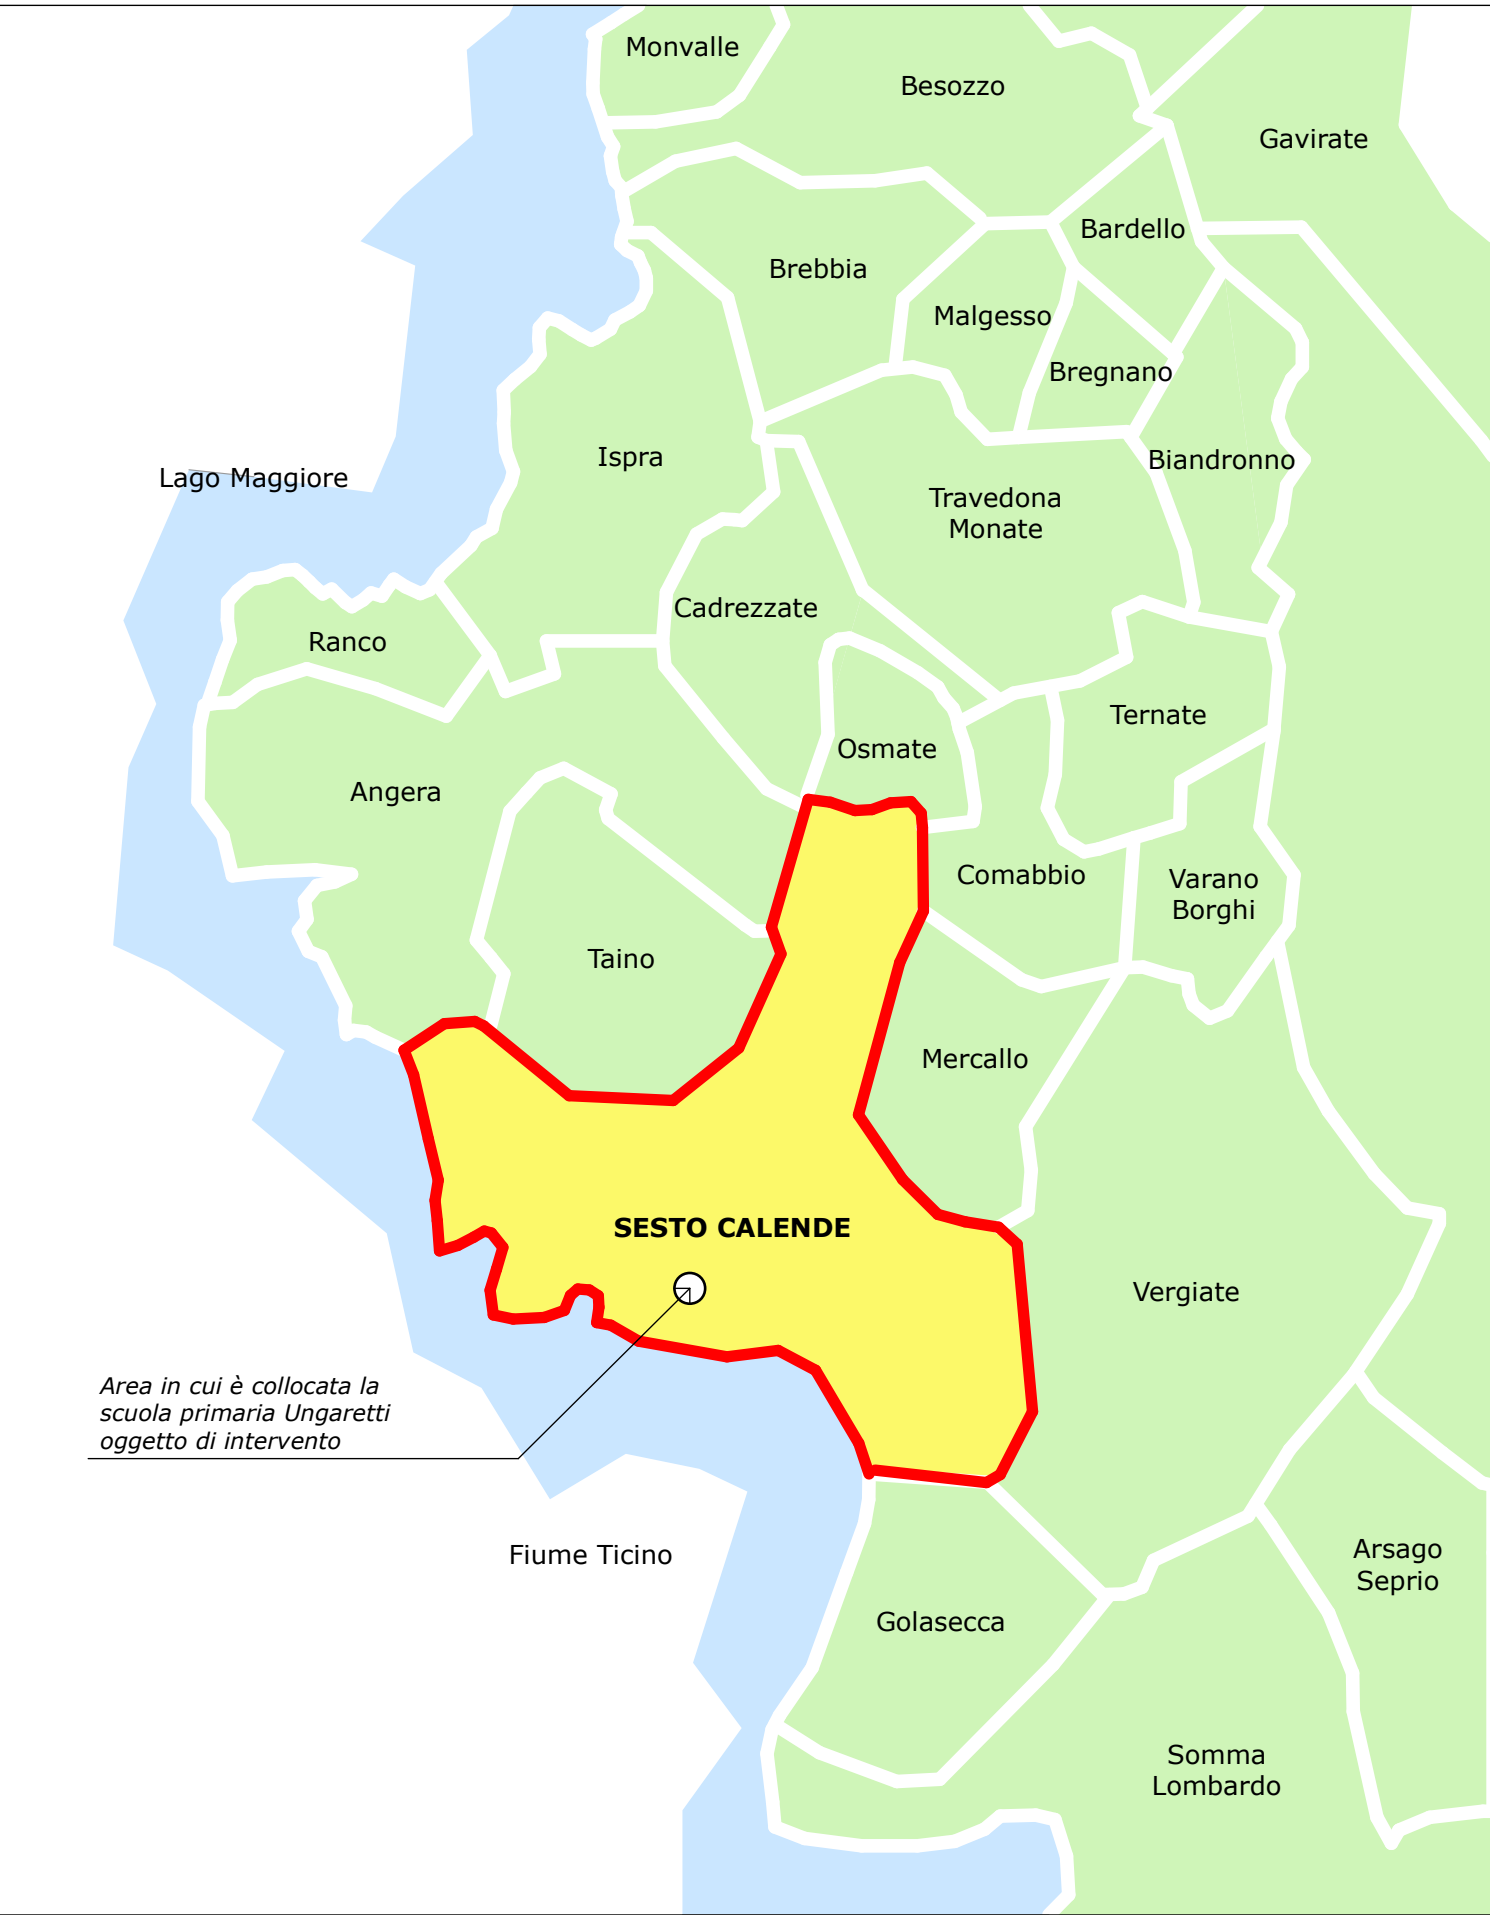 Monvalle
Besozzo
Gavirate
Bardello
Brebbia
Malgesso
Bregnano
Ispra
Biandronno
Lago Maggiore
Travedona
Monate
Cadrezzate
Ranco
Ternate
Osmate
Angera
Comabbio
Varano
Borghi
Taino
Mercallo
SESTO CALENDE
Vergiate
Area in cui è collocata la
scuola primaria Ungaretti
oggetto di intervento
Fiume Ticino
Arsago
Seprio
Golasecca
Somma
Lombardo